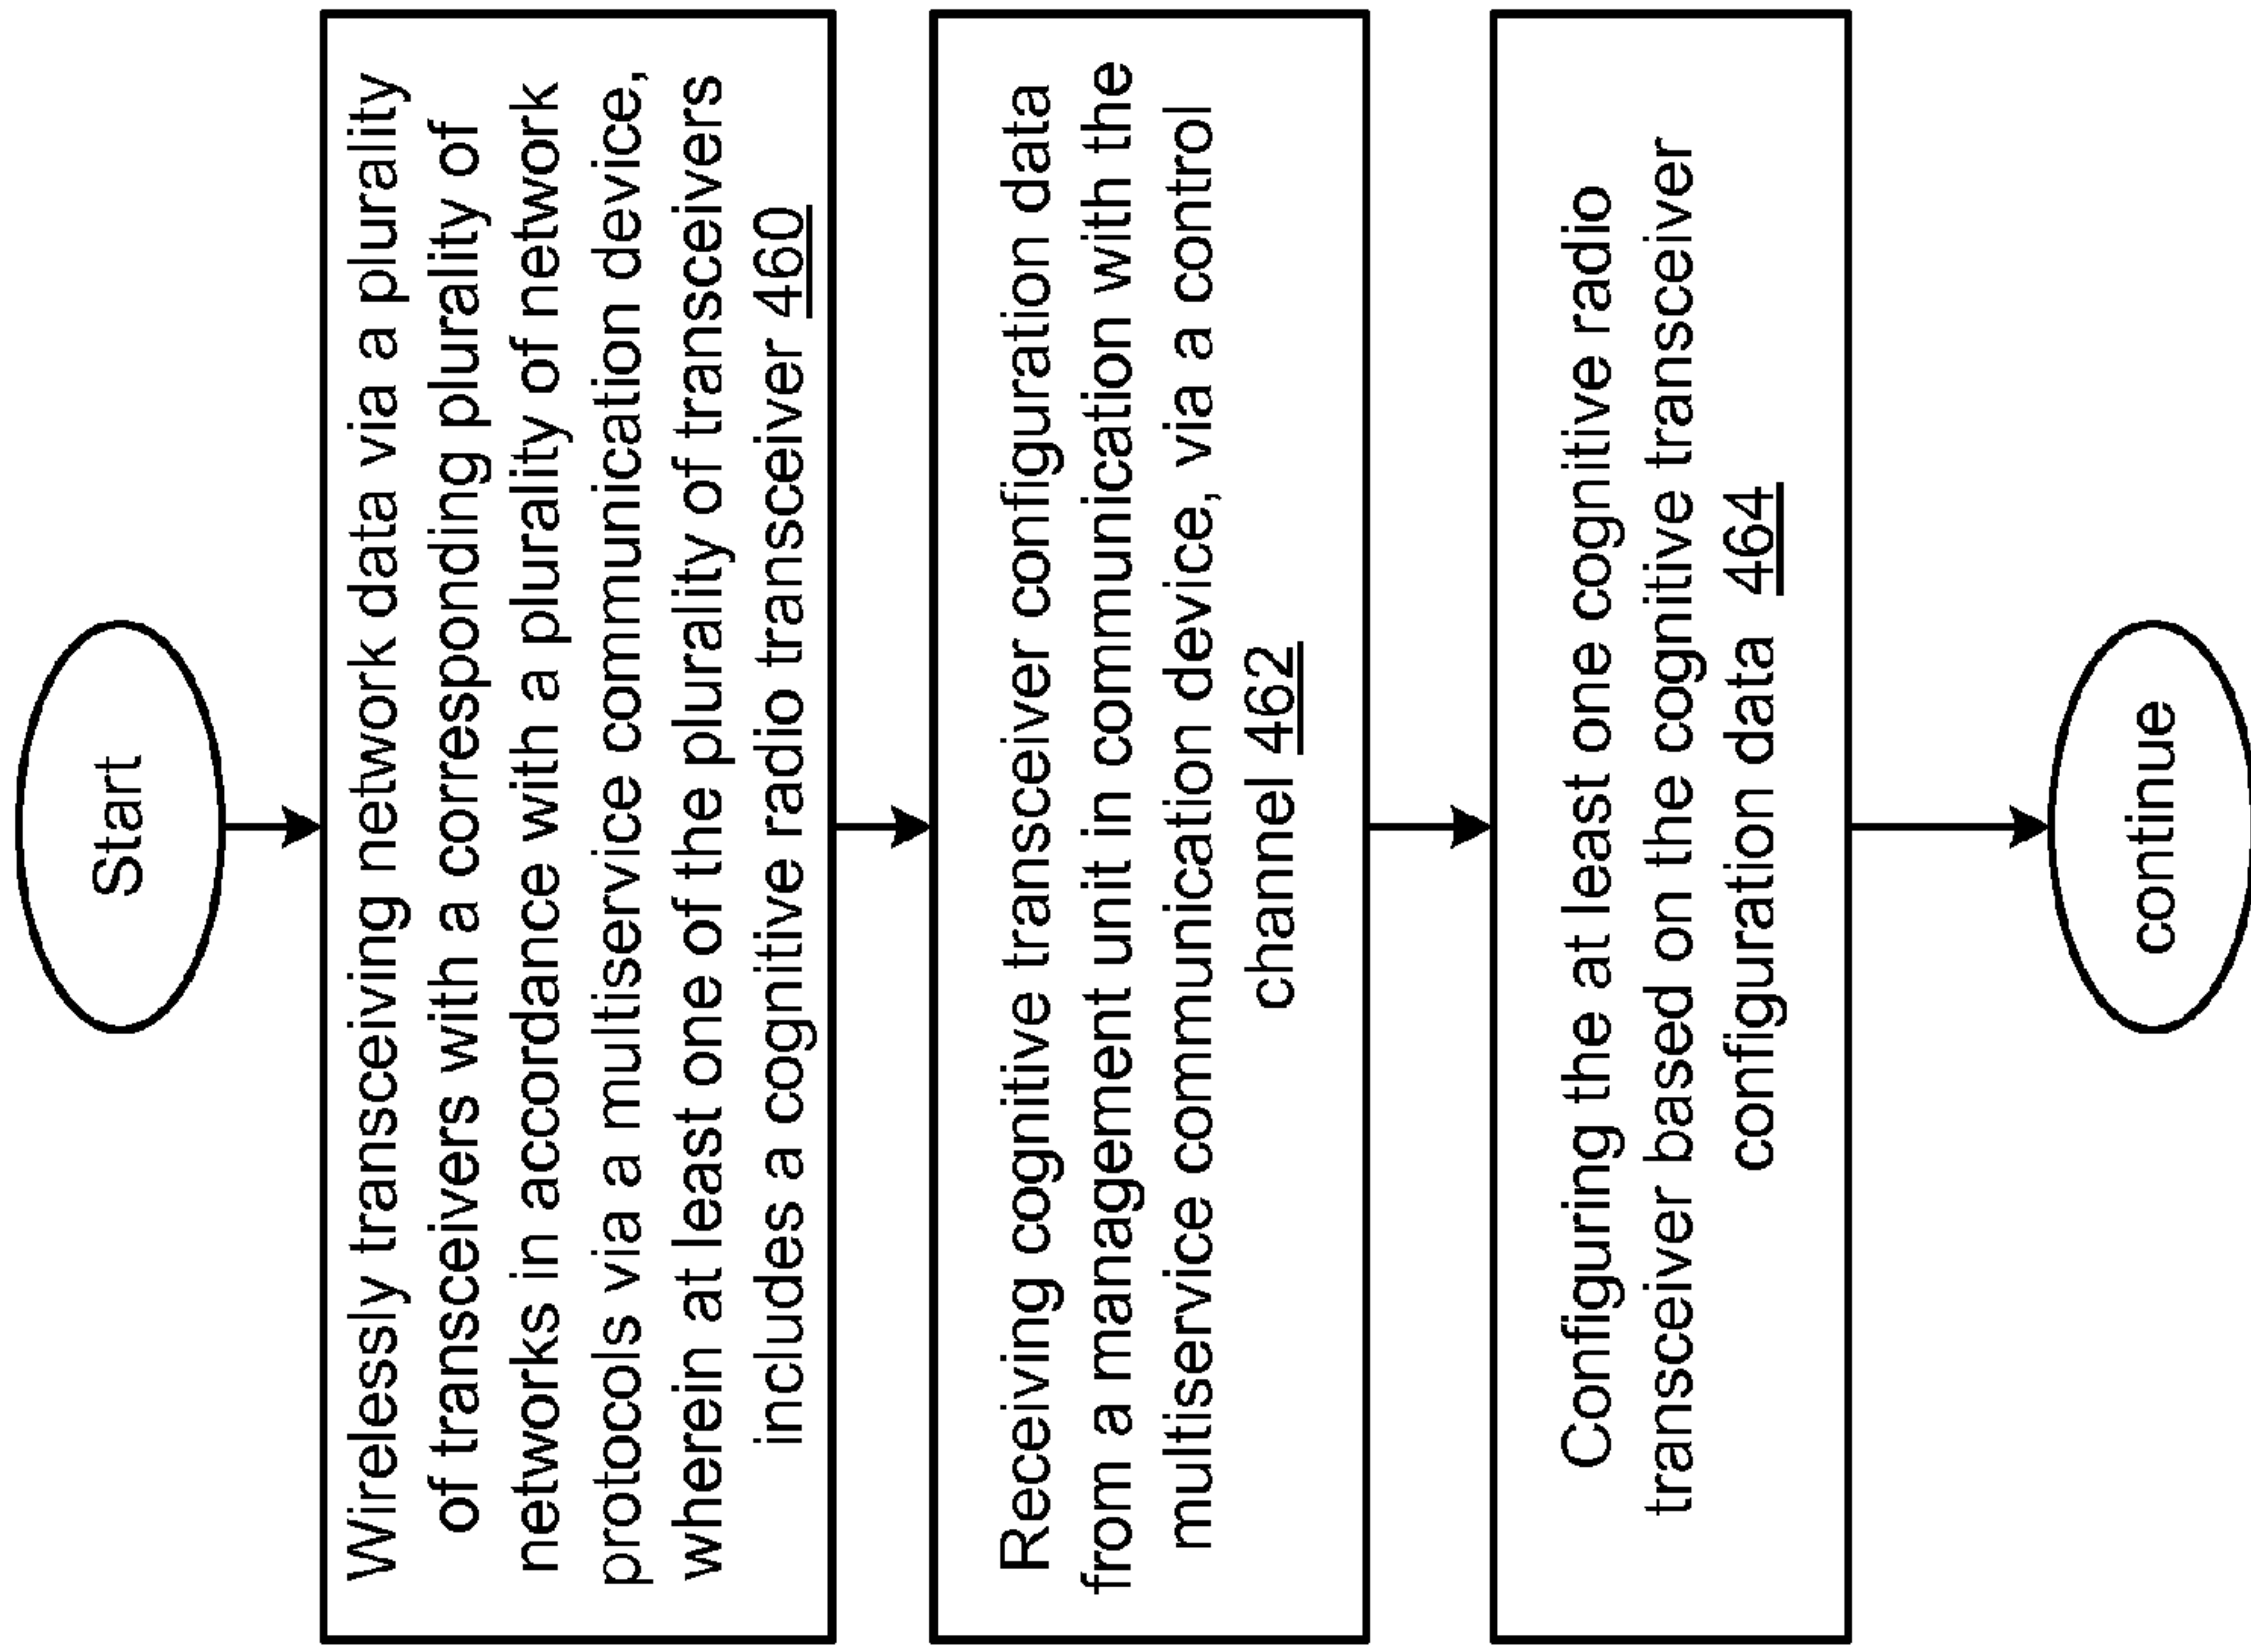 Start
Wirelessly transceiving network data via a plurality
of transceivers with a corresponding plurality of
networks in accordance with a plurality of network
protocols via a multiservice communication device,
wherein at least one of the plurality of transceivers
includes a cognitive radio transceiver 460
Receiving cognitive transceiver configuration data
from a management unit in communication with the
multiservice communication device, via a control
channel 462
Configuring the at least one cognitive radio
transceiver based on the cognitive transceiver
configuration data 464
continue